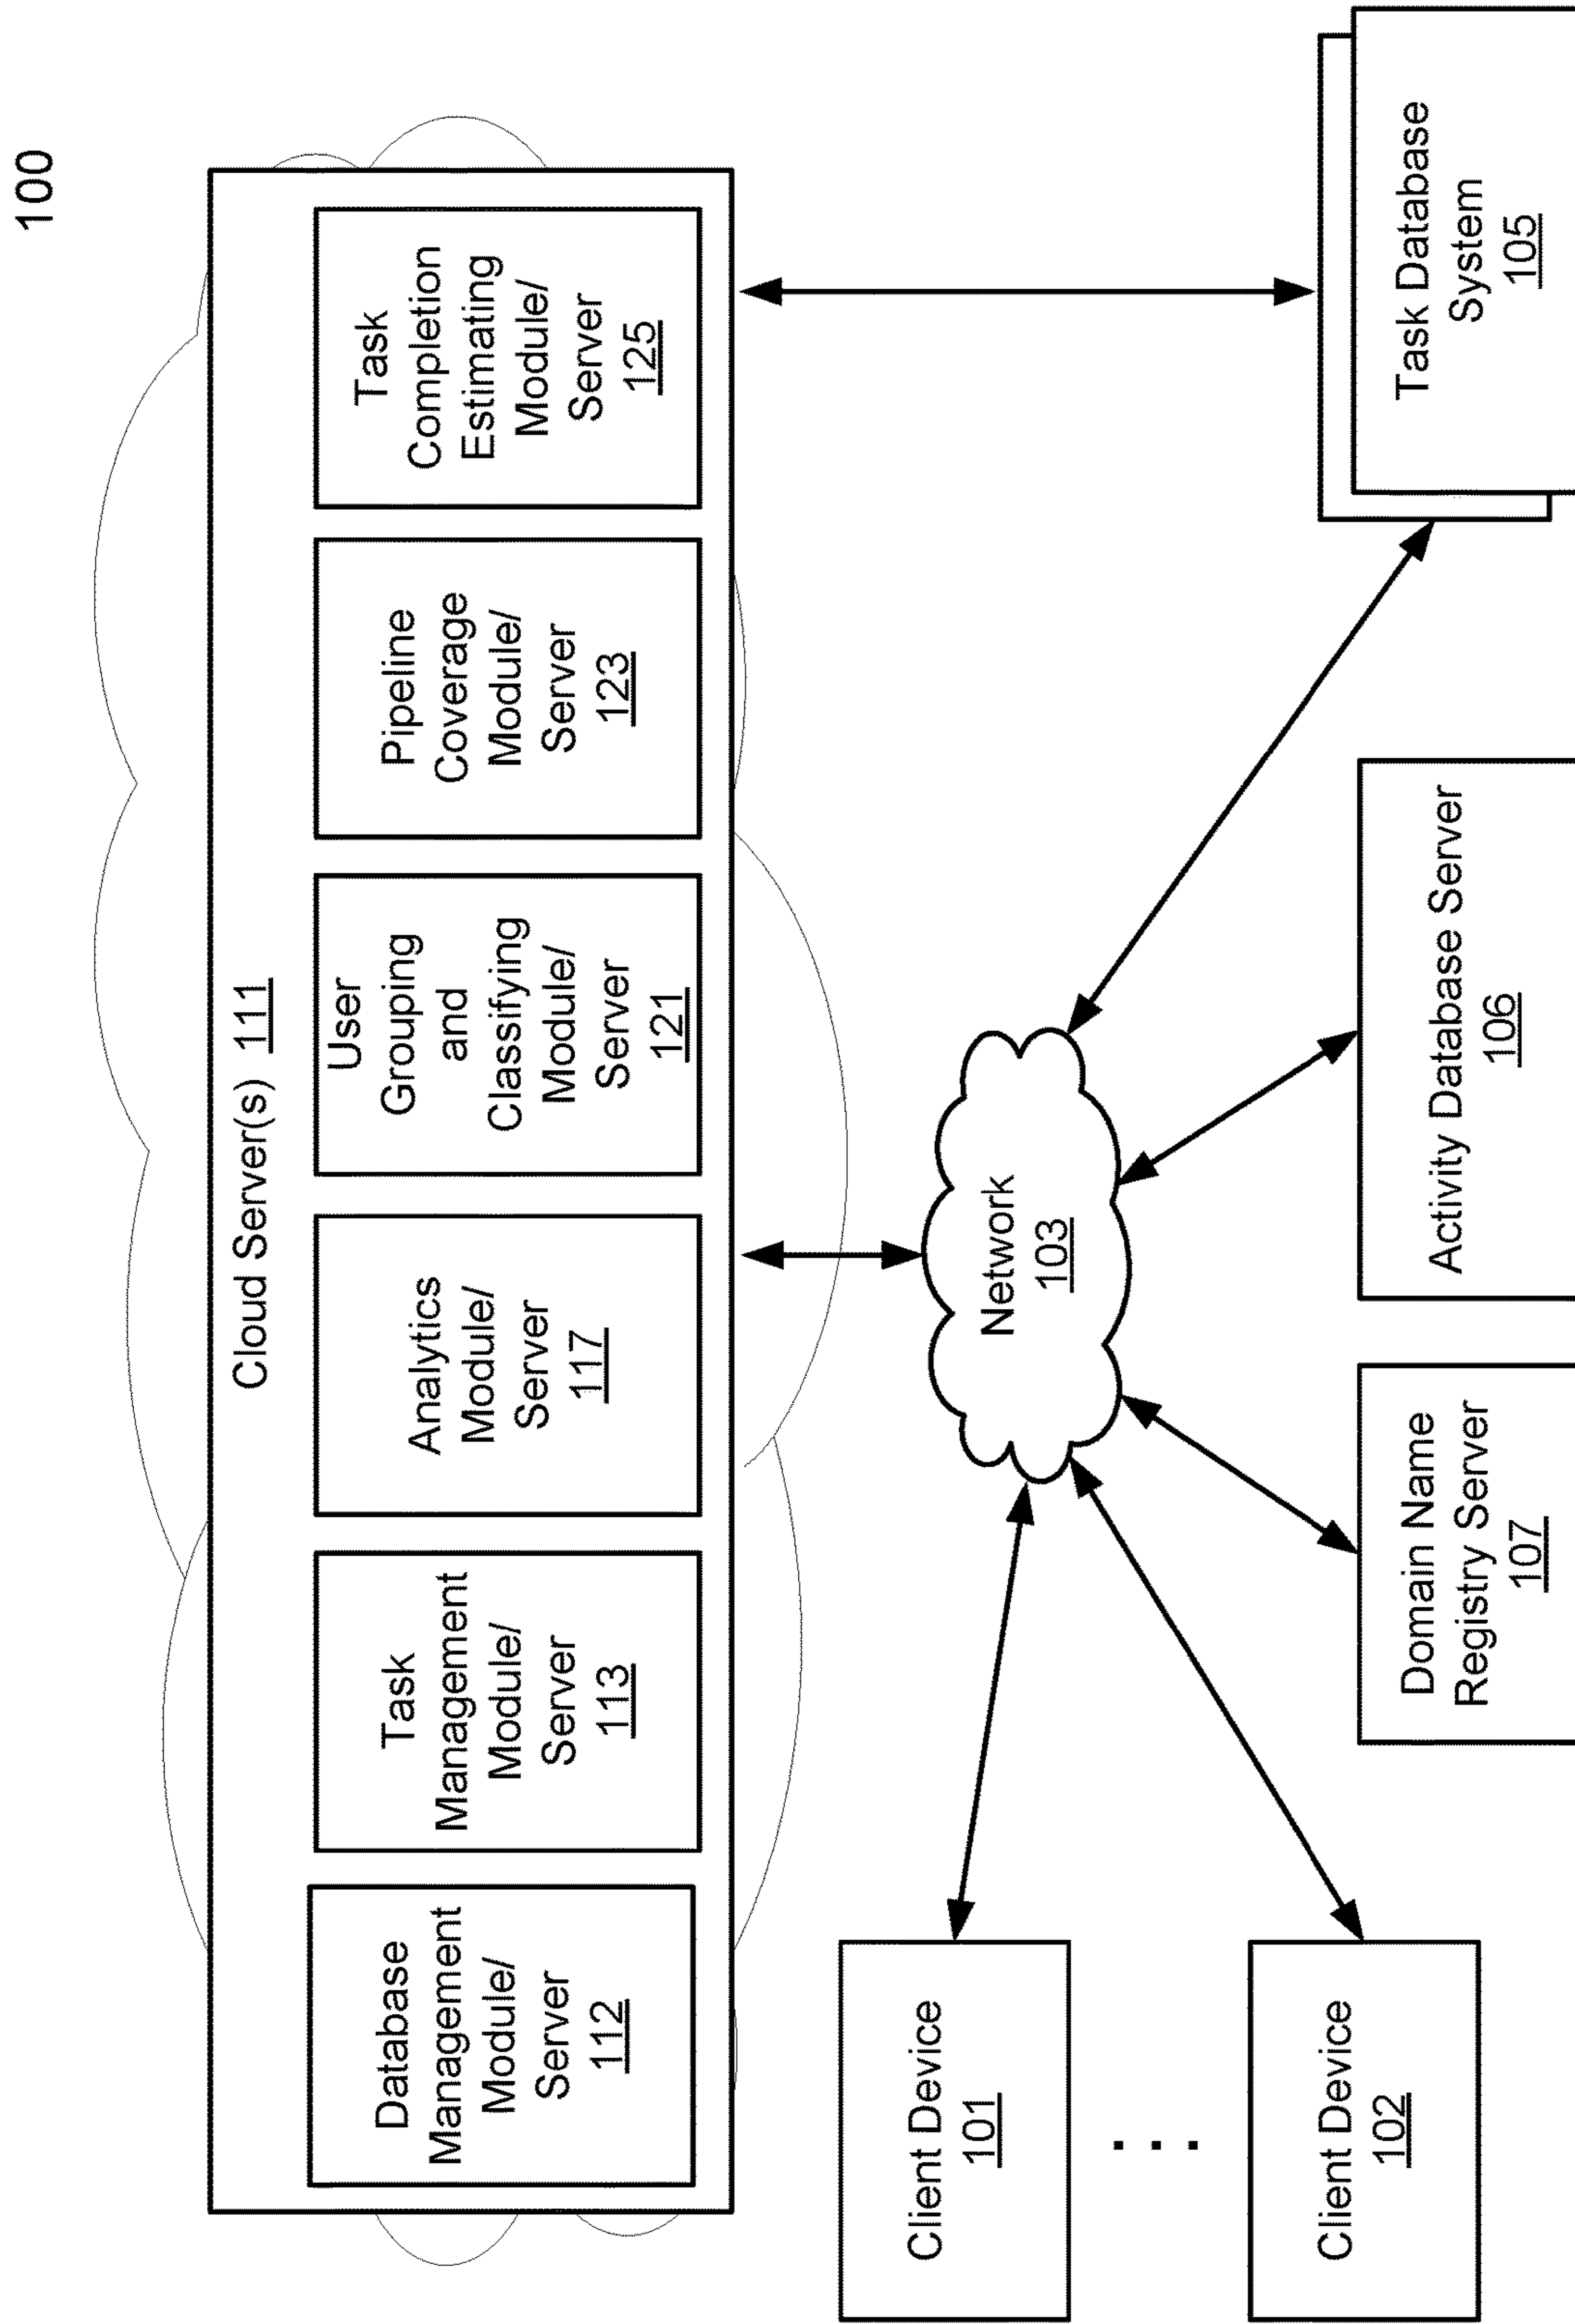 100
Cloud Server(s) 111
Database
Management
Module/
Server
112
Task
Management
Module/
Server
113
Analytics
Module/
Server
117
User
Grouping
and
Classifying
Module/
Server
121
Pipeline
Coverage
Module/
Server
123
Task
Completion
Estimating
Module/
Server
125
Network
103
Client Device
101
. . .
Client Device
102
Domain Name
Registry Server
107
Activity Database Server
106
Task Database
System
105